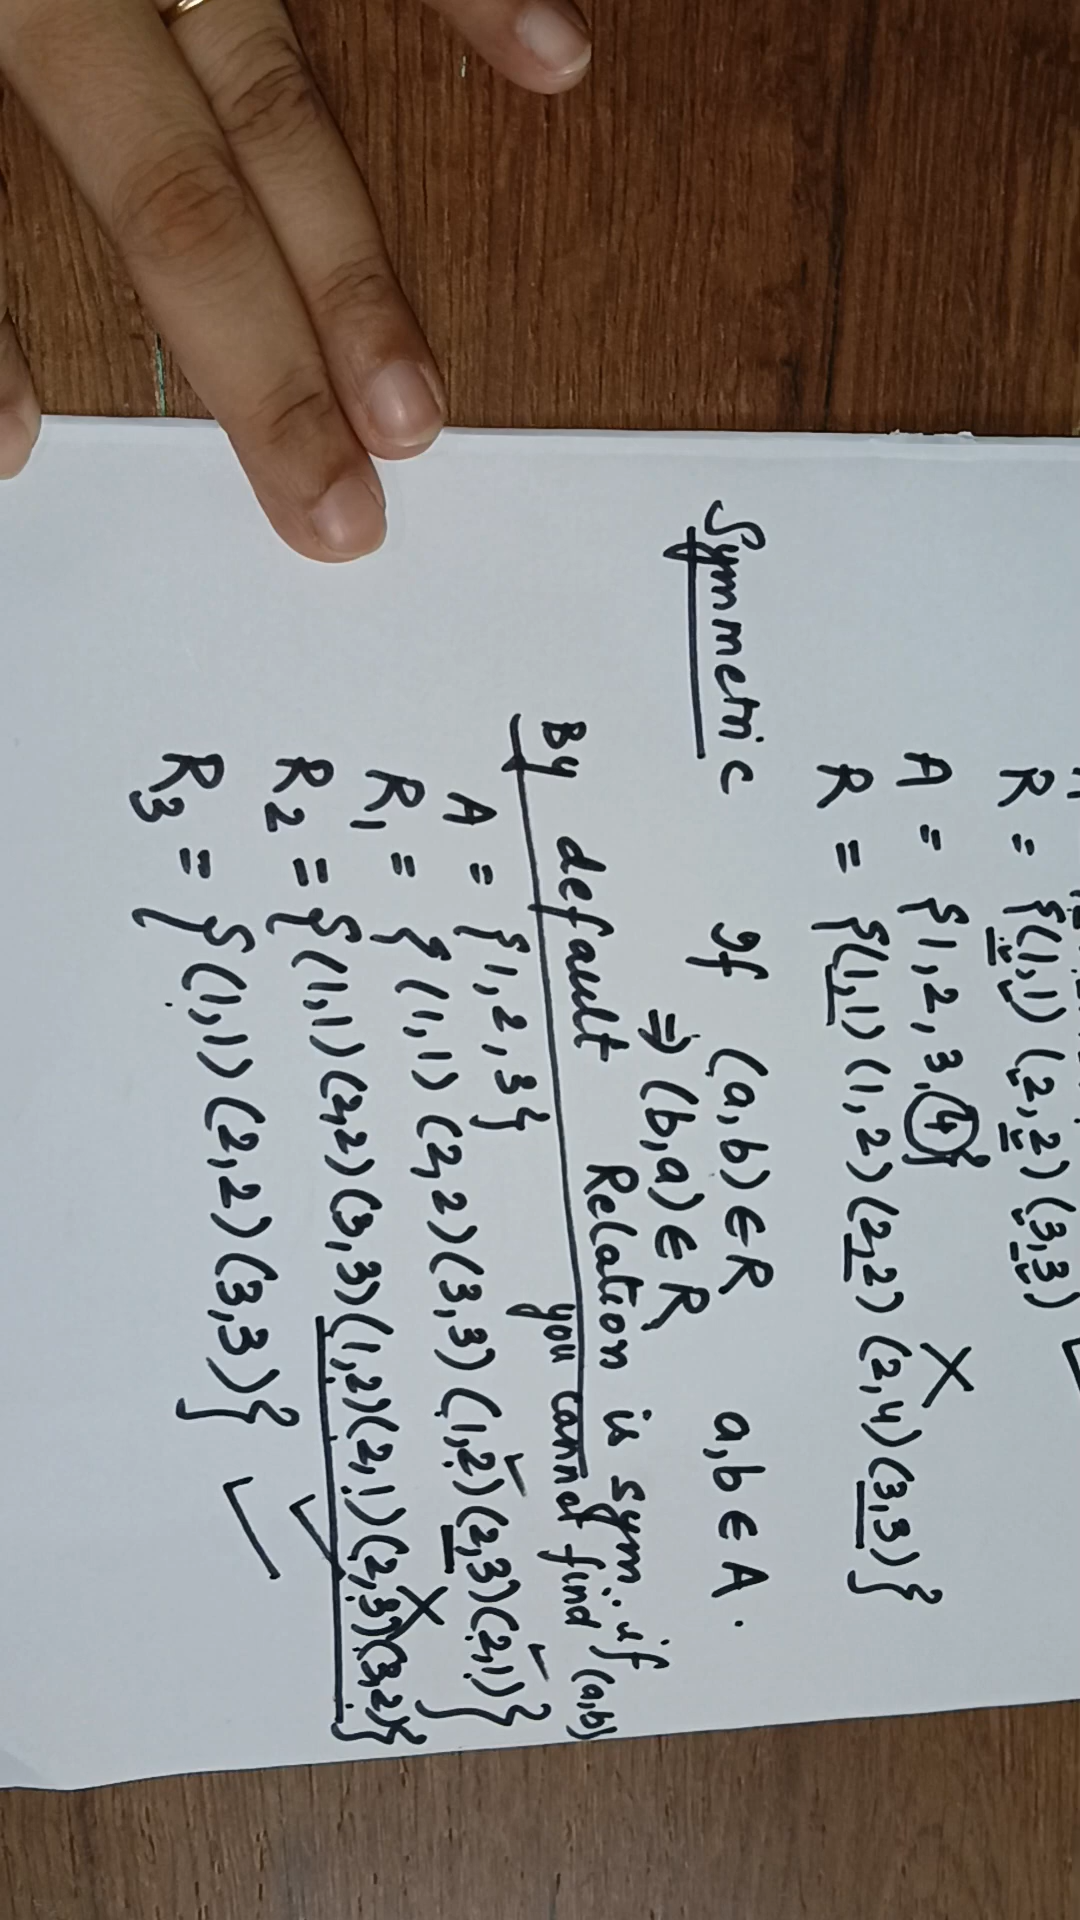 R = {(1,1) (2,2) (3,3)
A = {1,2,3,4}
R = {(1,1) (1,2) (2,2) (2,4) (3,3)} X
Symmetric If (a,b) ∈ R a,b ∈ A.
⇒ (b,a) ∈ R
By default Relation is sym. if
you cannot find (a,b)
A = {1,2,3}
R1 = {(1,1) (2,2) (3,3) (1,2) (2,3) (2,1)} X
R2 = {(1,1) (2,2) (3,3) (1,2) (2,1) (2,3) (3,2)} ✓
R3 = {(1,1) (2,2) (3,3)} ✓